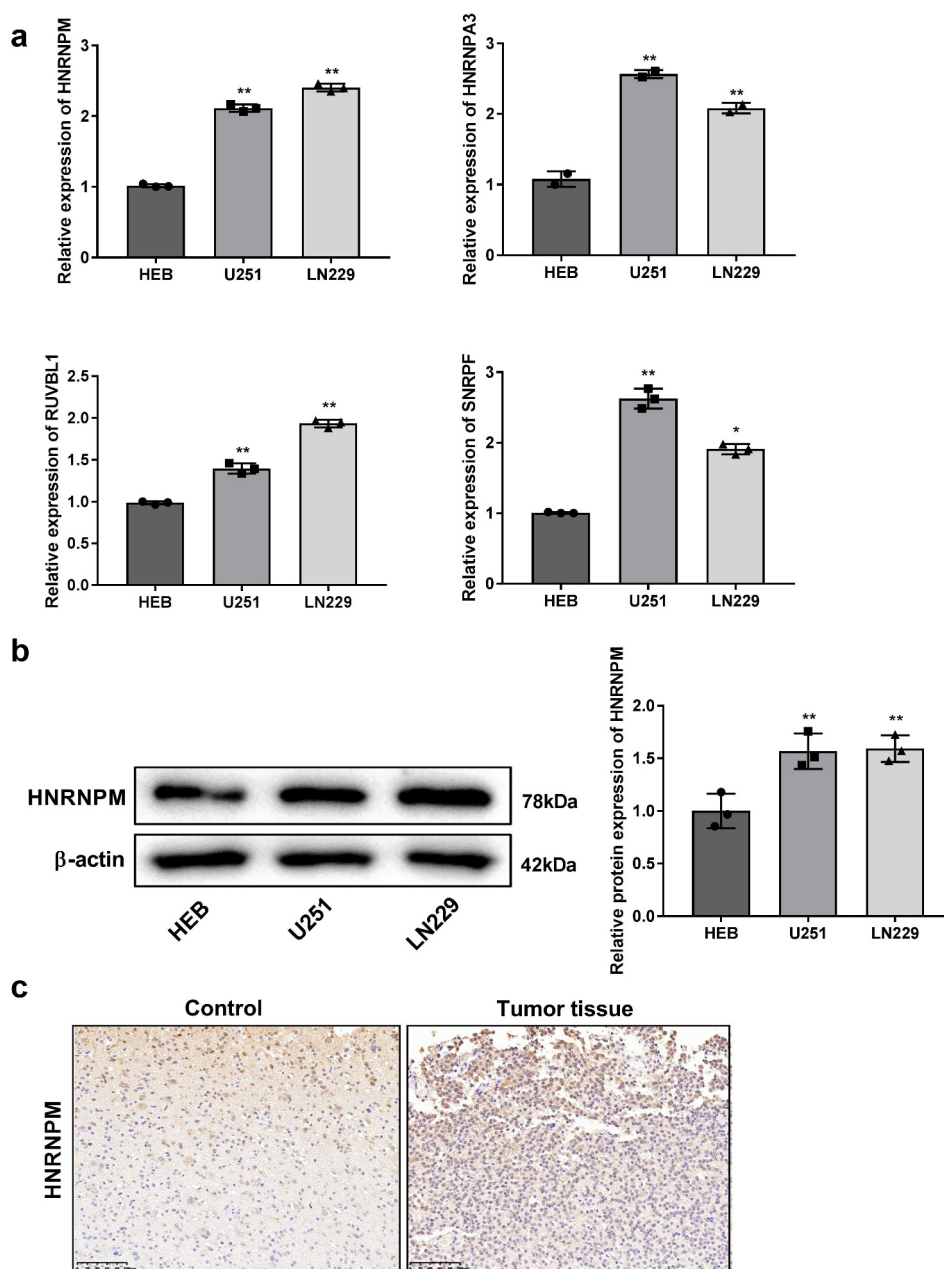 a
Relative expression of HNRNPM
3
2
1
0
**
**
HEB
U251
LN229
Relative expression of HNRNPA3
3
2
1
0
**
**
HEB
U251
LN229
Relative expression of RUVBL1
2.5
2.0
1.5
1.0
0.5
0.0
**
**
HEB
U251
LN229
Relative expression of SNRPF
3
2
1
0
**
*
HEB
U251
LN229
b
HNRNPM
78kDa
β-actin
42kDa
HEB
U251
LN229
Relative protein expression of HNRNPM
2.0
1.5
1.0
0.5
0.0
**
**
HEB
U251
LN229
c
Control
Tumor tissue
HNRNPM